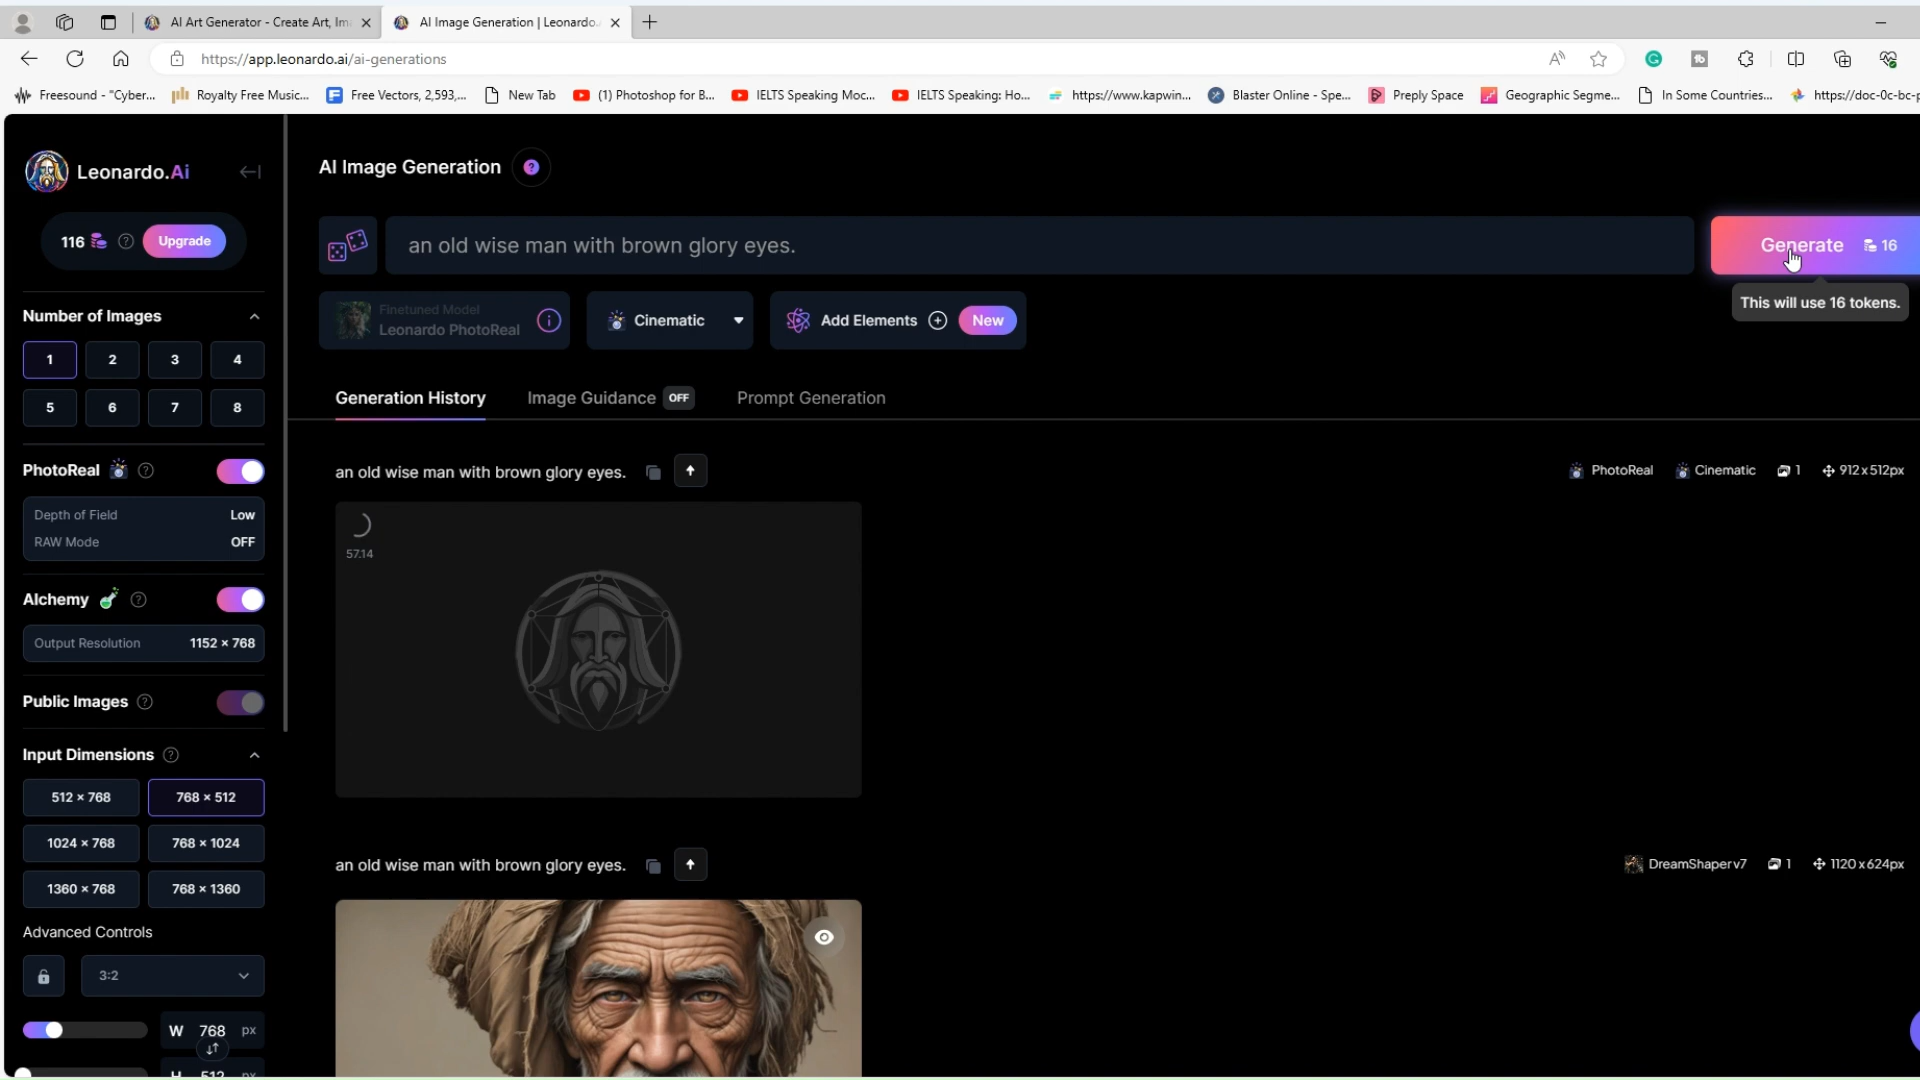 AI Art Generator - Create Art, Im
AI Image Generation | Leonardo.
https://app.leonardo.ai/ai-generations
Freesound - "Cyber...
Royalty Free Music...
Free Vectors, 2,593,...
New Tab
(1) Photoshop for B...
IELTS Speaking Moc...
IELTS Speaking: Ho...
https://www.kapwin...
Blaster Online - Spe...
Preply Space
Geographic Segme...
In Some Countries...
https://doc-0c-bc-p
Leonardo.Ai
AI Image Generation
116
Upgrade
an old wise man with brown glory eyes.
Generate 16
This will use 16 tokens.
Finetuned Model
Leonardo PhotoReal
Cinematic
Add Elements
New
Number of Images
1 2 3 4
5 6 7 8
Generation History
Image Guidance OFF
Prompt Generation
PhotoReal
Depth of Field Low
RAW Mode OFF
an old wise man with brown glory eyes.
PhotoReal
Cinematic
1
912x512px
57.14
Alchemy
Output Resolution 1152 × 768
Public Images
Input Dimensions
512 × 768
768 × 512
1024 × 768
768 × 1024
1360 × 768
768 × 1360
an old wise man with brown glory eyes.
DreamShaper v7
1
1120x624px
Advanced Controls
3:2
W 768 px
H 512 px